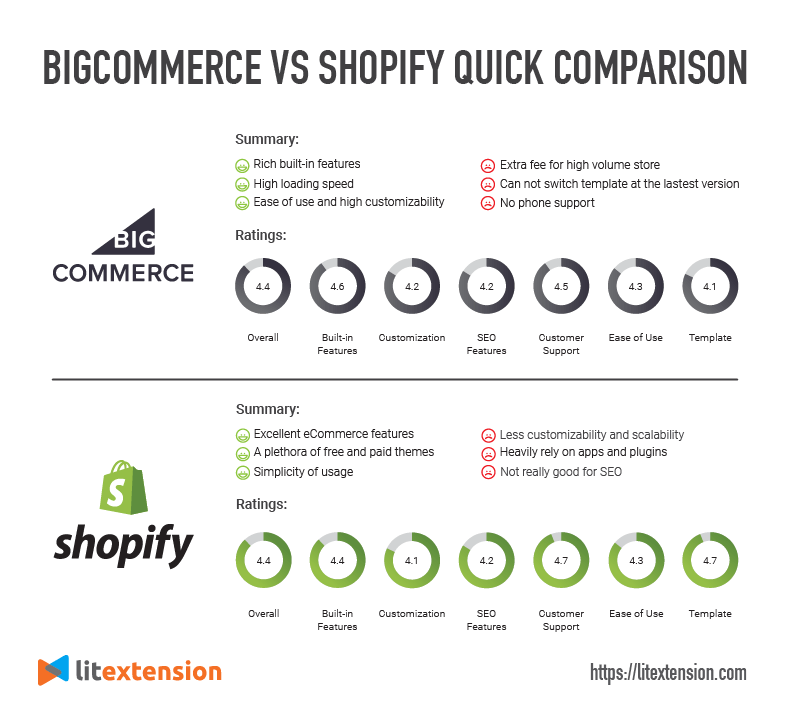 BIGCOMMERCE VS SHOPIFY QUICK COMPARISON
Summary:
Rich built-in features
High loading speed
Ease of use and high customizability
Extra fee for high volume store
Can not switch template at the lastest version
No phone support
BIG
COMMERCE
Ratings:
4.4 4.6 4.2 4.2 4.5 4.3 4.1
Overall Built-in Customization SEO Customer Ease of Use Template
Features Features Support
Summary:
Excellent eCommerce features
A plethora of free and paid themes
Simplicity of usage
Less customizability and scalability
Heavily rely on apps and plugins
Not really good for SEO
S
shopify
Ratings:
4.4 4.4 4.1 4.2 4.7 4.3 4.7
Overall Built-in Customization SEO Customer Ease of Use Template
Features Features Support
litextension
https://litextension.com